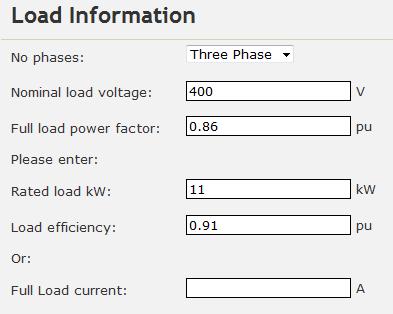 Load Information
No phases: Three Phase
Nominal load voltage: 400 V
Full load power factor: 0.86 pu
Please enter:
Rated load kW: 11 kW
Load efficiency: 0.91 pu
Or:
Full Load current: A